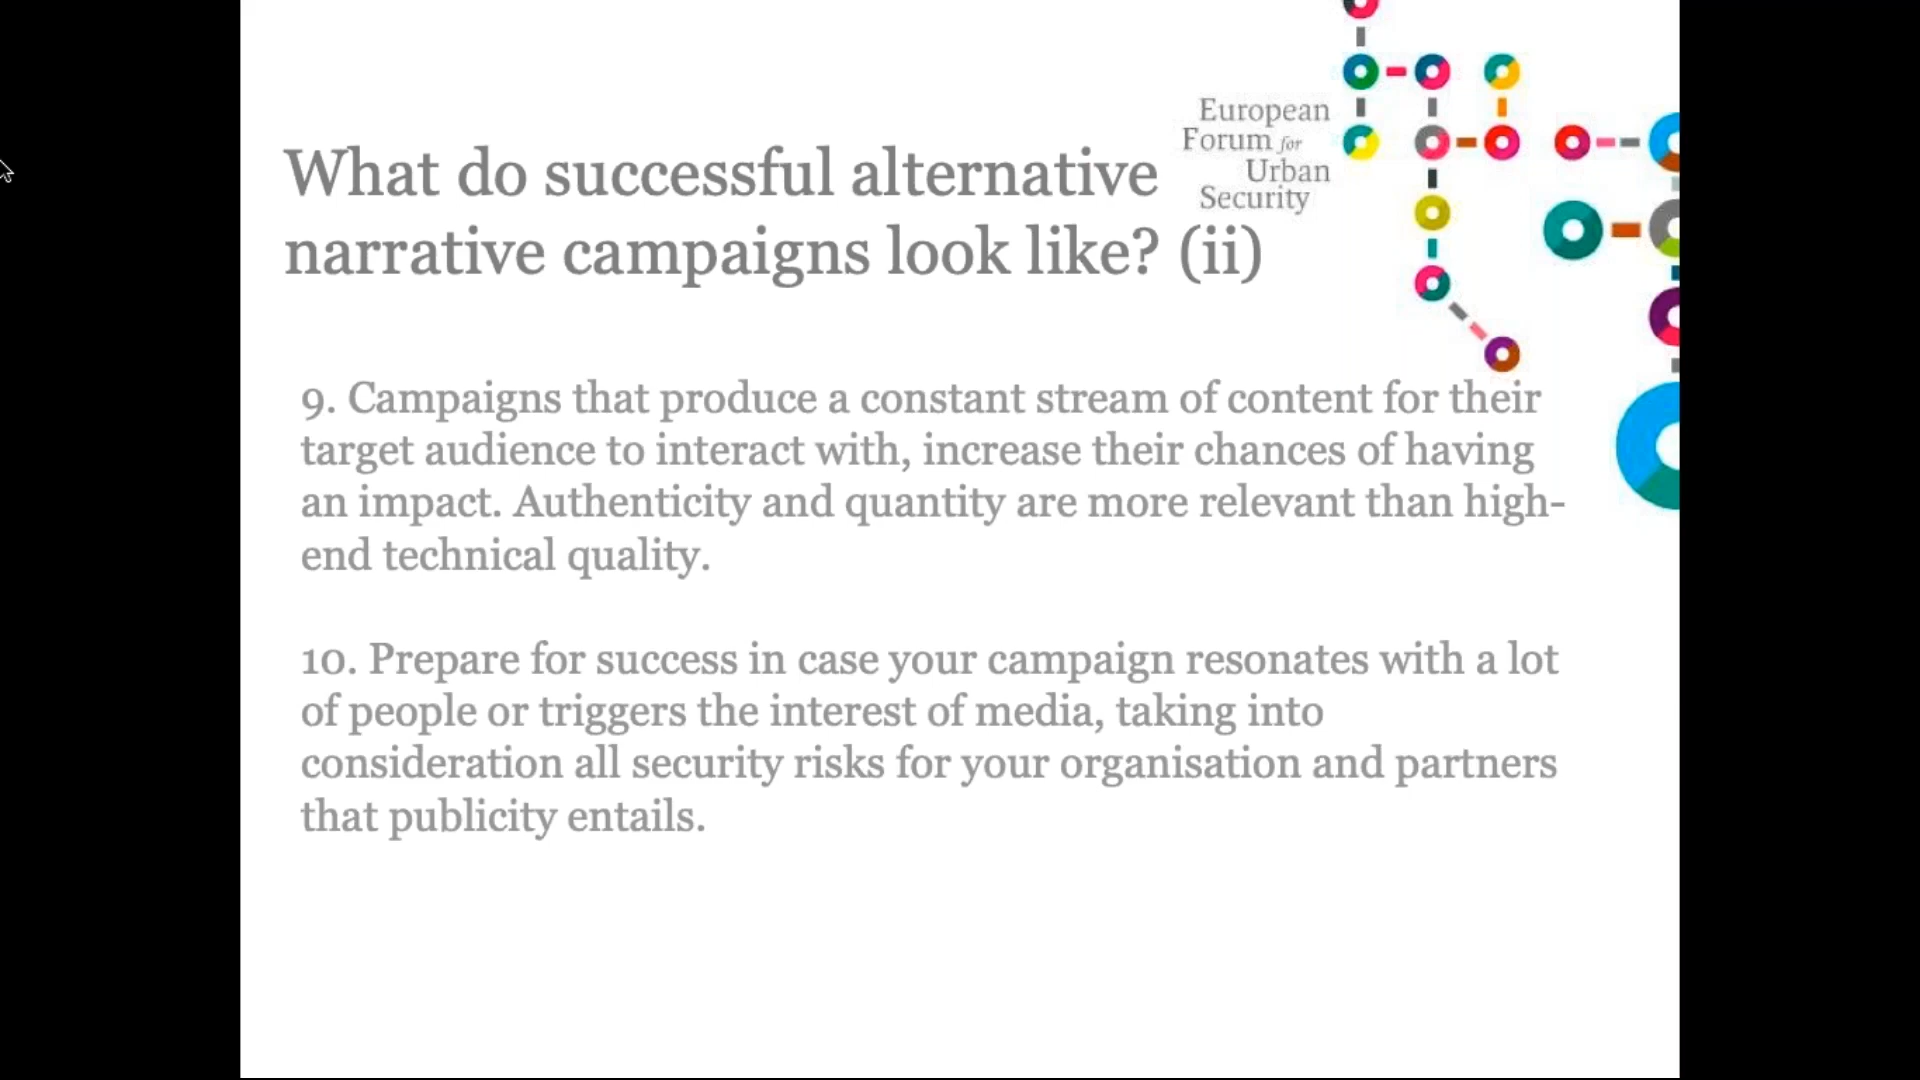 European
Forum for
Urban
Security
What do successful alternative
narrative campaigns look like? (ii)
9. Campaigns that produce a constant stream of content for their
target audience to interact with, increase their chances of having
an impact. Authenticity and quantity are more relevant than high-
end technical quality.
10. Prepare for success in case your campaign resonates with a lot
of people or triggers the interest of media, taking into
consideration all security risks for your organisation and partners
that publicity entails.